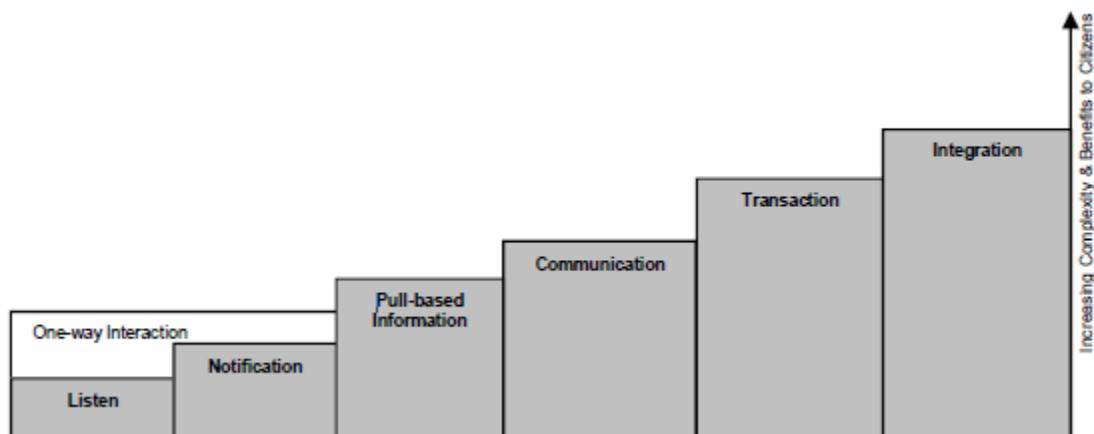 Integration
Transaction
Communication
Pull-based
Information
One-way Interaction
Notification
Listen
Increasing Complexity & Benefits to Citizens